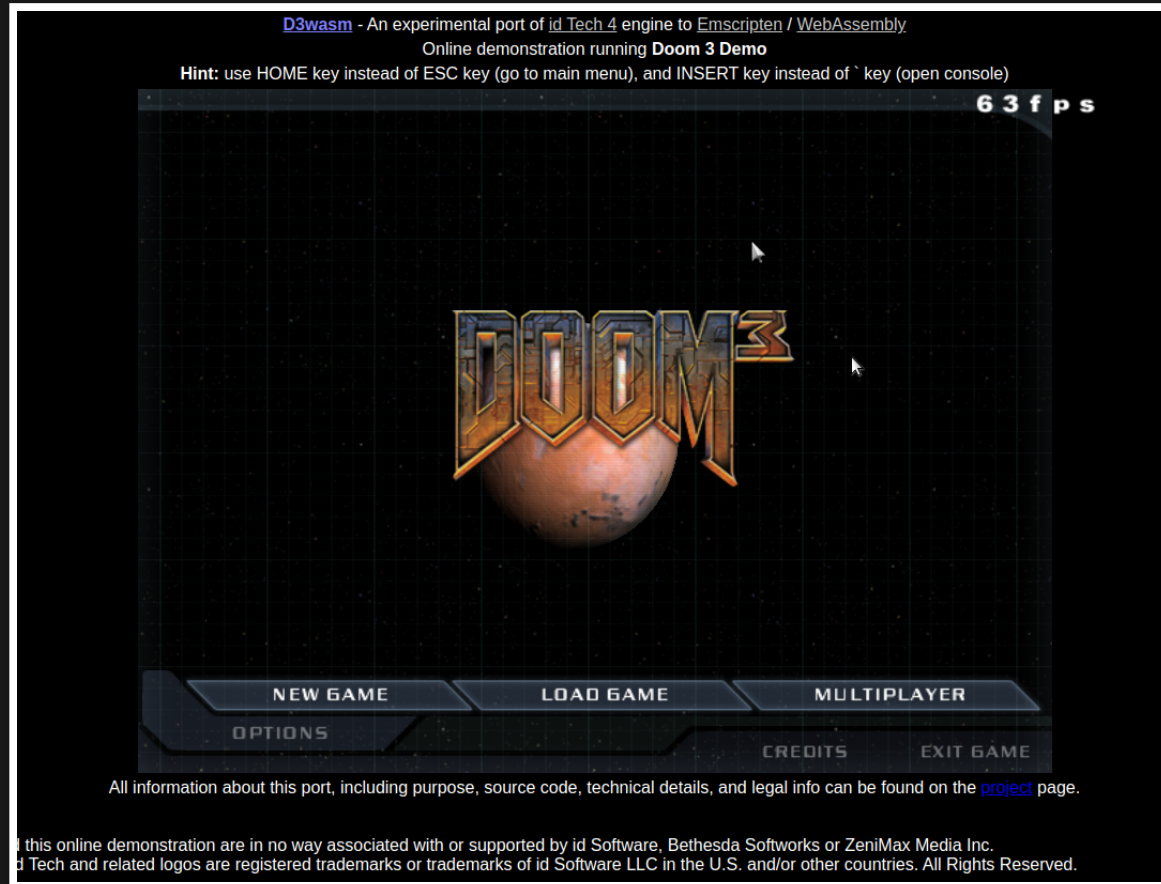 D3wasm - An experimental port of id Tech 4 engine to Emscripten / WebAssembly
Online demonstration running Doom 3 Demo
Hint: use HOME key instead of ESC key (go to main menu), and INSERT key instead of ` key (open console)
63fps
DOOM 3
NEW GAME LOAD GAME MULTIPLAYER
OPTIONS
CREDITS EXIT GAME
All information about this port, including purpose, source code, technical details, and legal info can be found on the project page.
this online demonstration are in no way associated with or supported by id Software, Bethesda Softworks or ZeniMax Media Inc.
Tech and related logos are registered trademarks or trademarks of id Software LLC in the U.S. and/or other countries. All Rights Reserved.